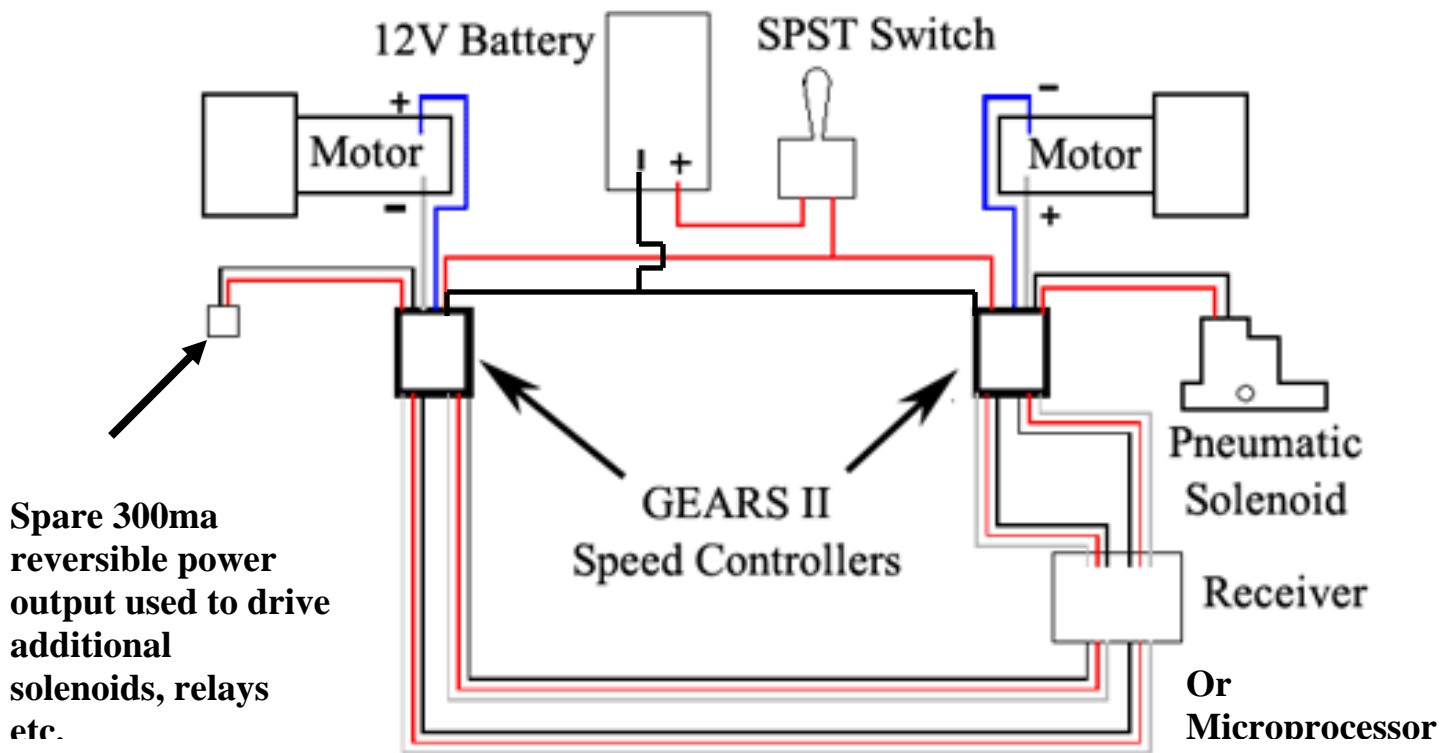 12V Battery
SPST Switch
+
-
Motor
Motor
- +
-
+
GEARS II
Speed Controllers
Pneumatic
Solenoid
Receiver
Or
Microprocessor
Spare 300ma
reversible power
output used to drive
additional
solenoids, relays
etc.